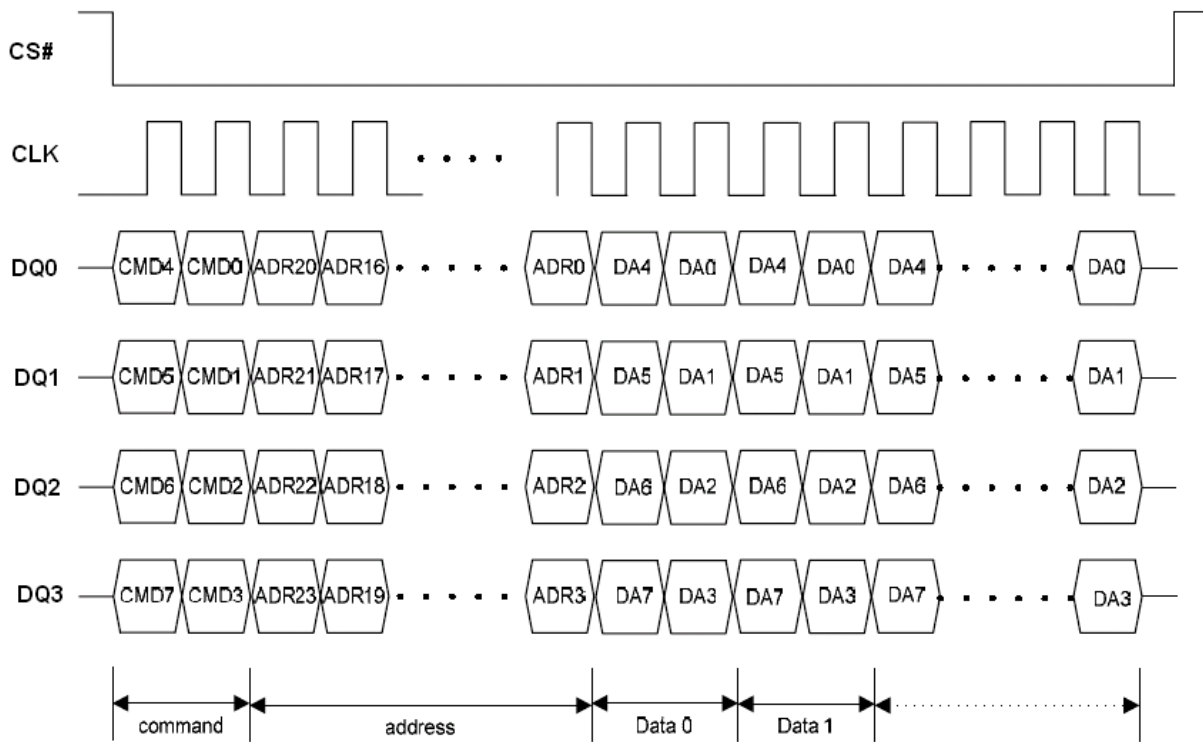 CS#
CLK
DQ0 CMD4 CMD0 ADR20 ADR16 ADR0 DA4 DA0 DA4 DA0 DA4 DA0
DQ1 CMD5 CMD1 ADR21 ADR17 ADR1 DA5 DA1 DA5 DA1 DA5 DA1
DQ2 CMD6 CMD2 ADR22 ADR18 ADR2 DA6 DA2 DA6 DA2 DA6 DA2
DQ3 CMD7 CMD3 ADR23 ADR19 ADR3 DA7 DA3 DA7 DA3 DA7 DA3
command address Data 0 Data 1